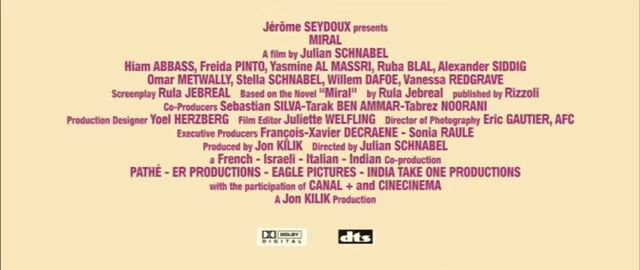 Jérôme SEYDOUX presents
MIRAL
A film by Julian SCHNABEL
Hiam ABBASS, Freida PINTO, Yasmine AL MASSRI, Ruba BLAL, Alexander SIDDIG
Omar METWALLY, Stella SCHNABEL, Willem DAFOE, Vanessa REDGRAVE
Screenplay Rula JEBREAL Based on the Novel "Miral" by Rula Jebreal published by Rizzoli
Co-Producers Sebastian SILVA-Tarak BEN AMMAR-Tabrez NOORANI
Production Designer Yoel HERZBERG Film Editor Juliette WELFLING Director of Photography Eric GAUTIER, AFC
Executive Producers François-Xavier DECRAENE - Sonia RAULE
Produced by Jon KILIK Directed by Julian SCHNABEL
a French - Israeli - Italian - Indian Co-production
PATHÉ - ER PRODUCTIONS - EAGLE PICTURES - INDIA TAKE ONE PRODUCTIONS
with the participation of CANAL + and CINECINEMA
A Jon KILIK Production
DOLBY
DIGITAL
dts